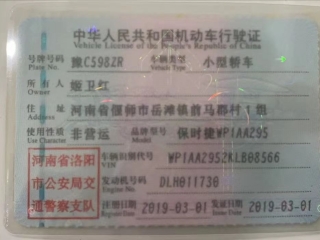 中华人民共和国机动车行驶证
Vehicle License of the People's Republic of China
号牌号码 豫C598ZR 车辆类型 小型轿车
Plate No. Vehicle Type
所有人 姬卫红
Owner
住址 河南省偃师市岳滩镇前马郡村1组
Address
使用性质 非营运 品牌型号 保时捷WP1AA295
Use Character Model
河南省洛阳 车辆识别代号 WP1AA2952KLB08566
VIN
市公安局交 发动机号码 DLH011730
Engine No.
通警察支队 注册日期 2019-03-01 发证日期 2019-03-01
Register Date Issue Date